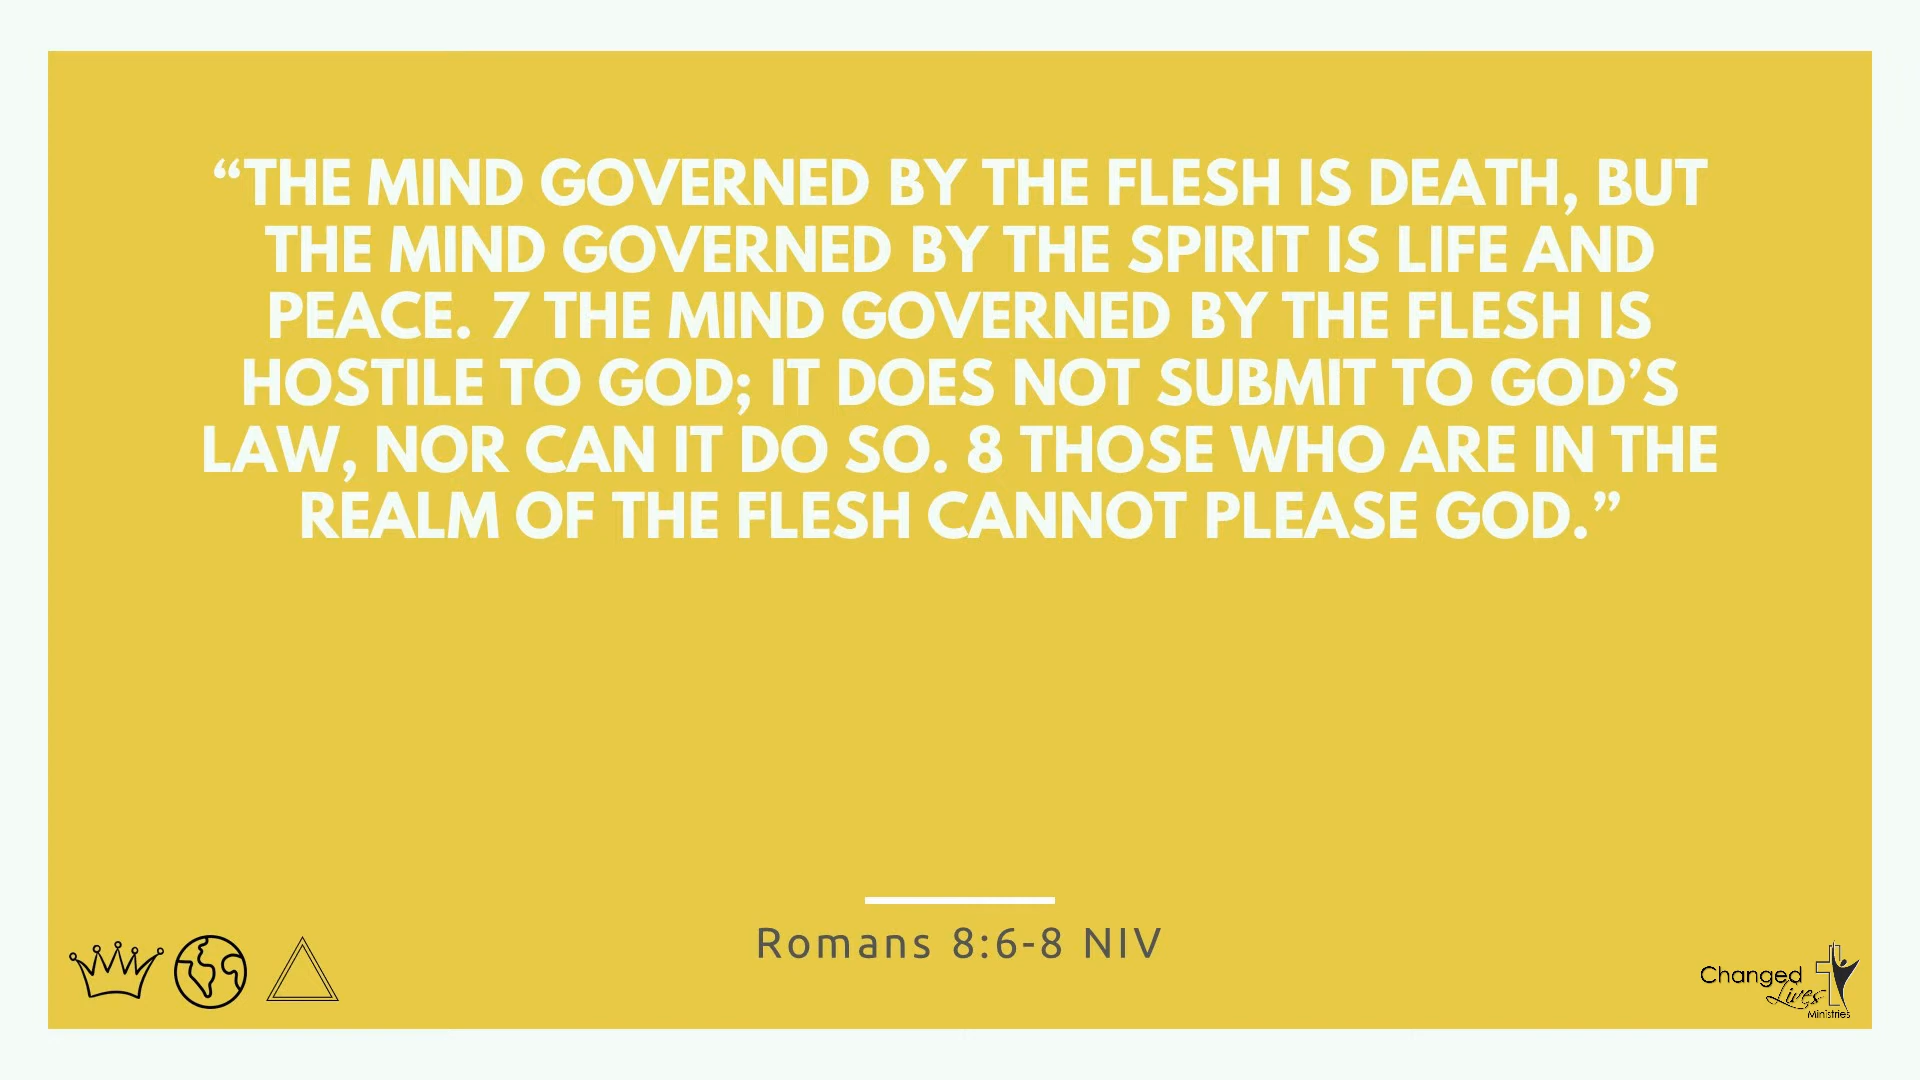 “THE MIND GOVERNED BY THE FLESH IS DEATH, BUT
THE MIND GOVERNED BY THE SPIRIT IS LIFE AND
PEACE. 7 THE MIND GOVERNED BY THE FLESH IS
HOSTILE TO GOD; IT DOES NOT SUBMIT TO GOD’S
LAW, NOR CAN IT DO SO. 8 THOSE WHO ARE IN THE
REALM OF THE FLESH CANNOT PLEASE GOD.”
Romans 8:6-8 NIV
Changed
Lives
Ministries